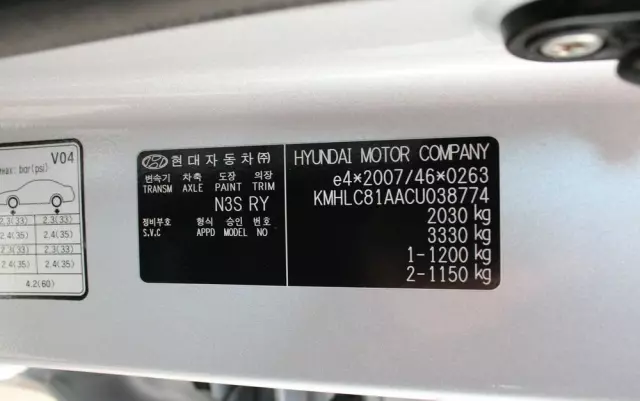 max: bar(psi) V04
2.3(33) 2.3(33)
2.4(35) 2.4(35)
2.3(33) 2.3(33)
2.4(35) 2.4(35)
4.2(60)
현대자동차㈜
변속기 차축 도장 의장
TRANSM AXLE PAINT TRIM
N3S RY
정비부호 형식 승인 번호
S.V.C APPD MODEL NO
HYUNDAI MOTOR COMPANY
e4*2007/46*0263
KMHLC81AACU038774
2030 kg
3330 kg
1-1200 kg
2-1150 kg